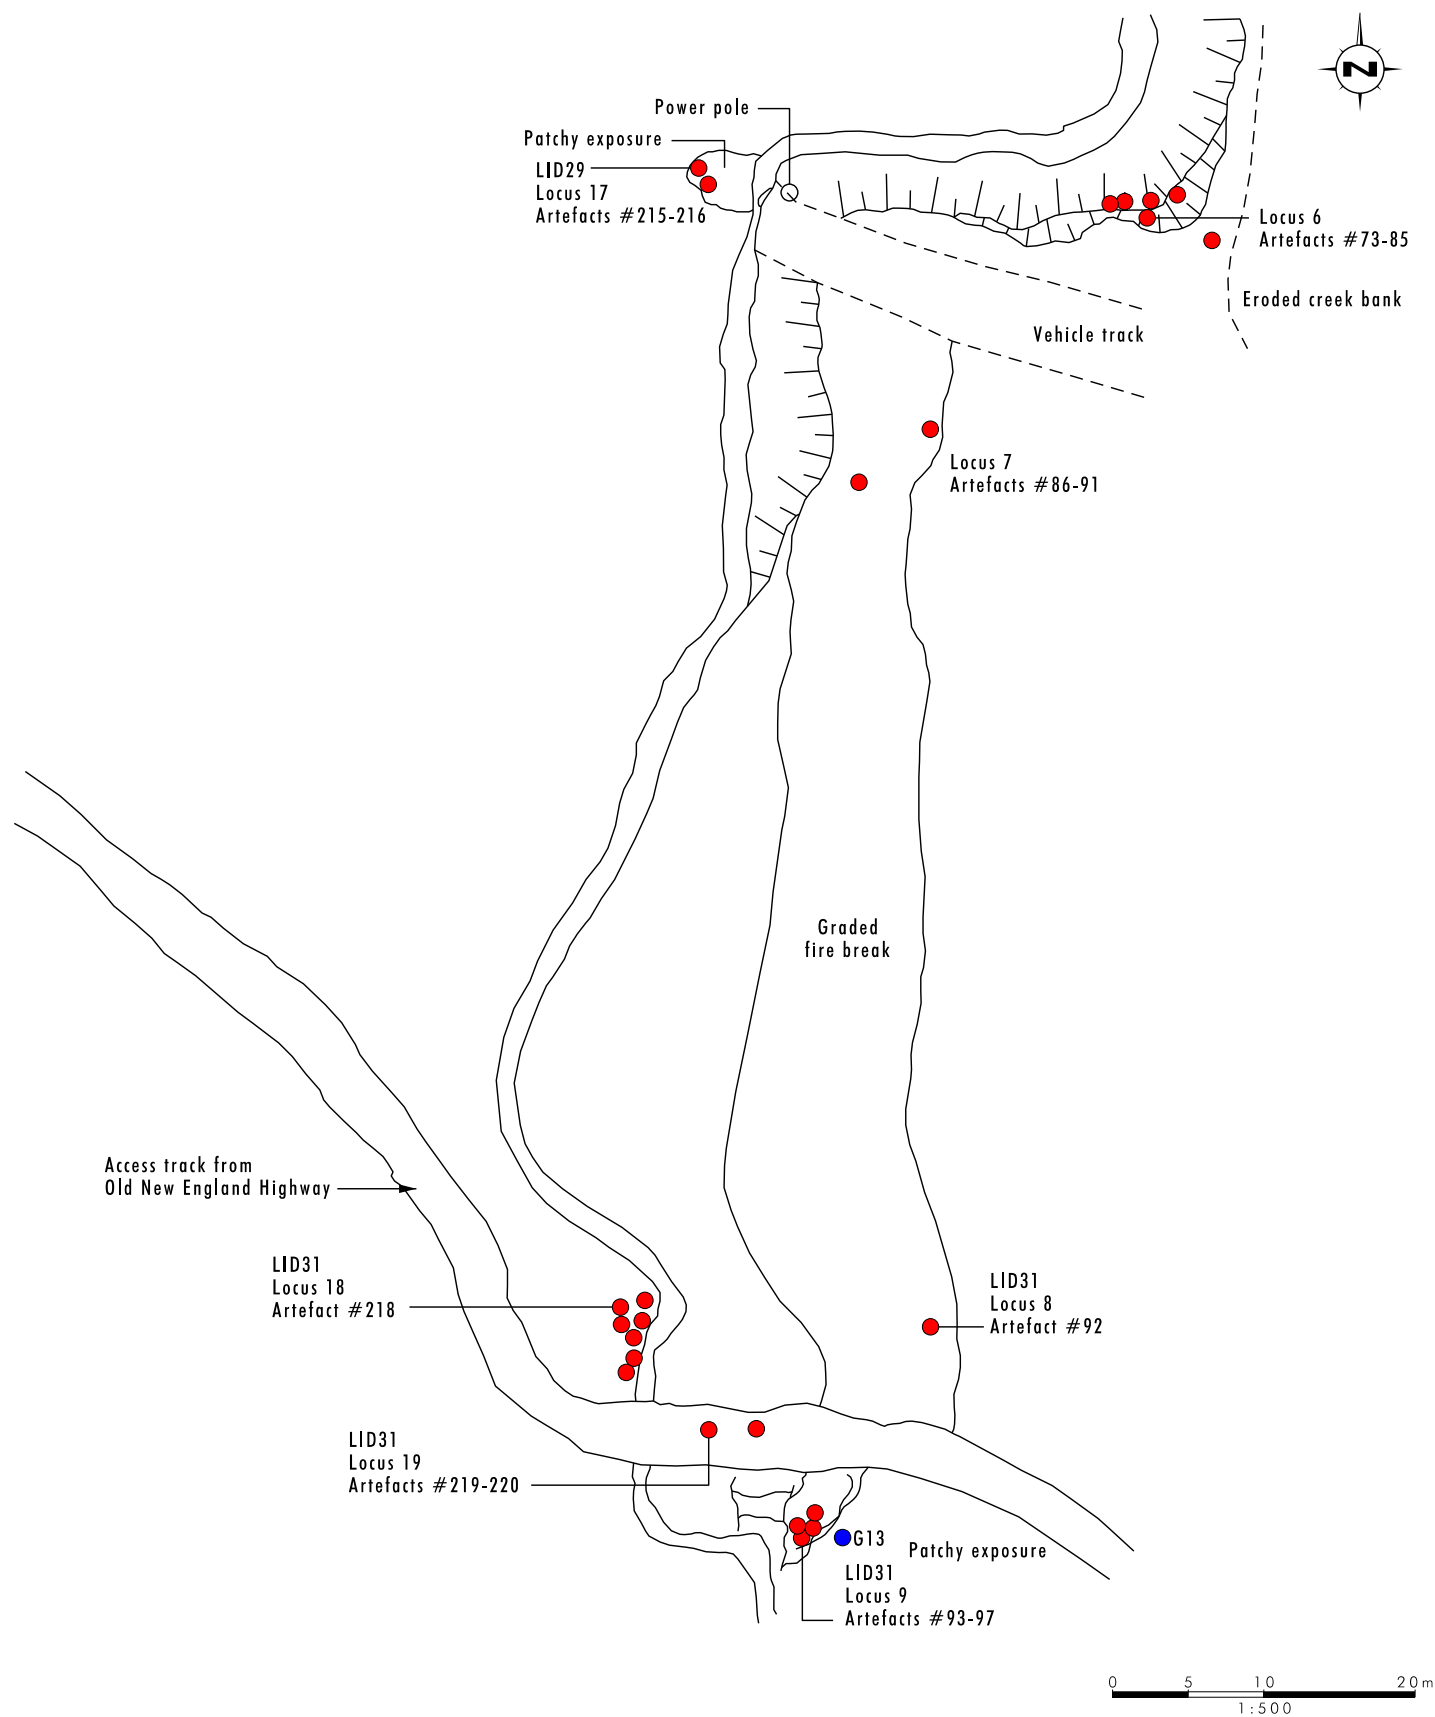 N
Power pole
Patchy exposure
LID29
Locus 17
Artefacts #215-216
Locus 6
Artefacts #73-85
Eroded creek bank
Vehicle track
Locus 7
Artefacts #86-91
Graded
fire break
Access track from
Old New England Highway
LID31
Locus 18
Artefact #218
LID31
Locus 8
Artefact #92
LID31
Locus 19
Artefacts #219-220
G13
Patchy exposure
LID31
Locus 9
Artefacts #93-97
0 5 10 20m
1:500